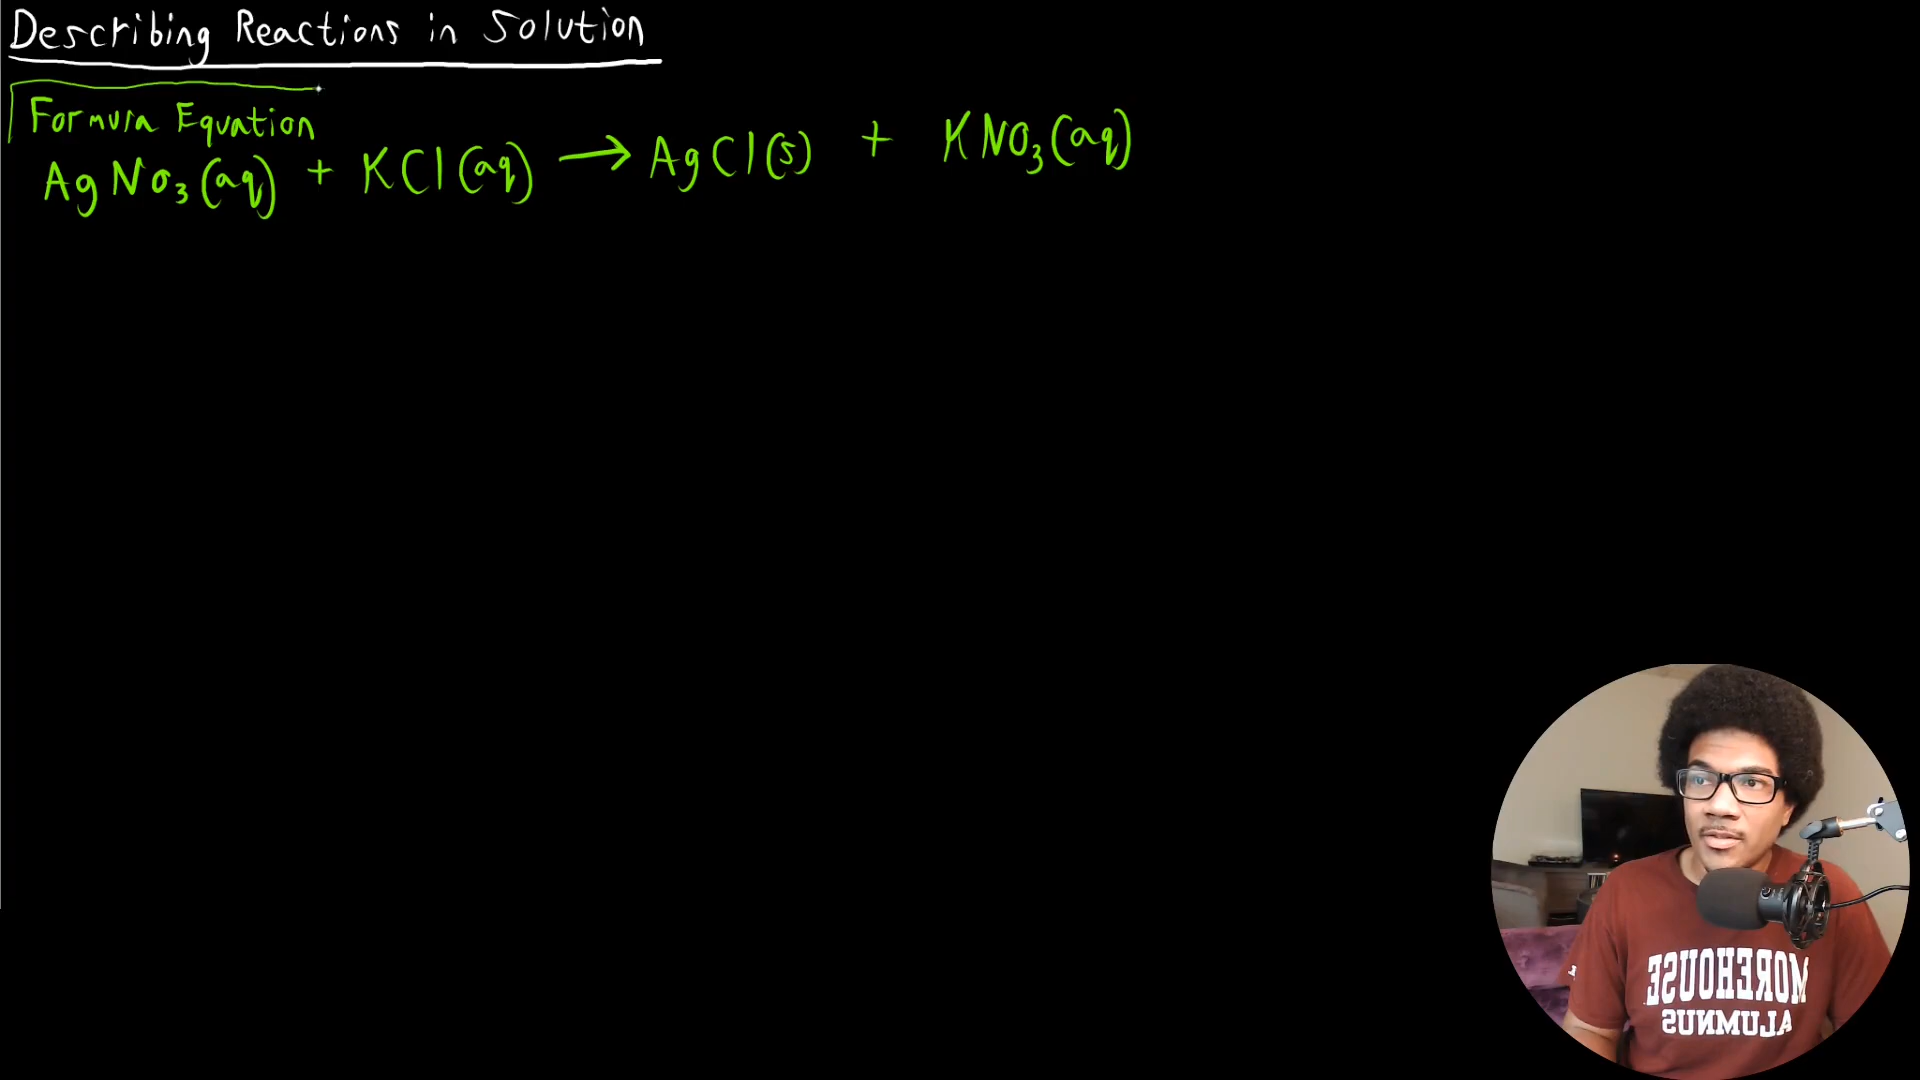 Describing Reactions in Solution
Formula Equation
AgNO₃(aq) + KCl(aq) → AgCl(s) + KNO₃(aq)
MOREHOUSE
ALUMNUS